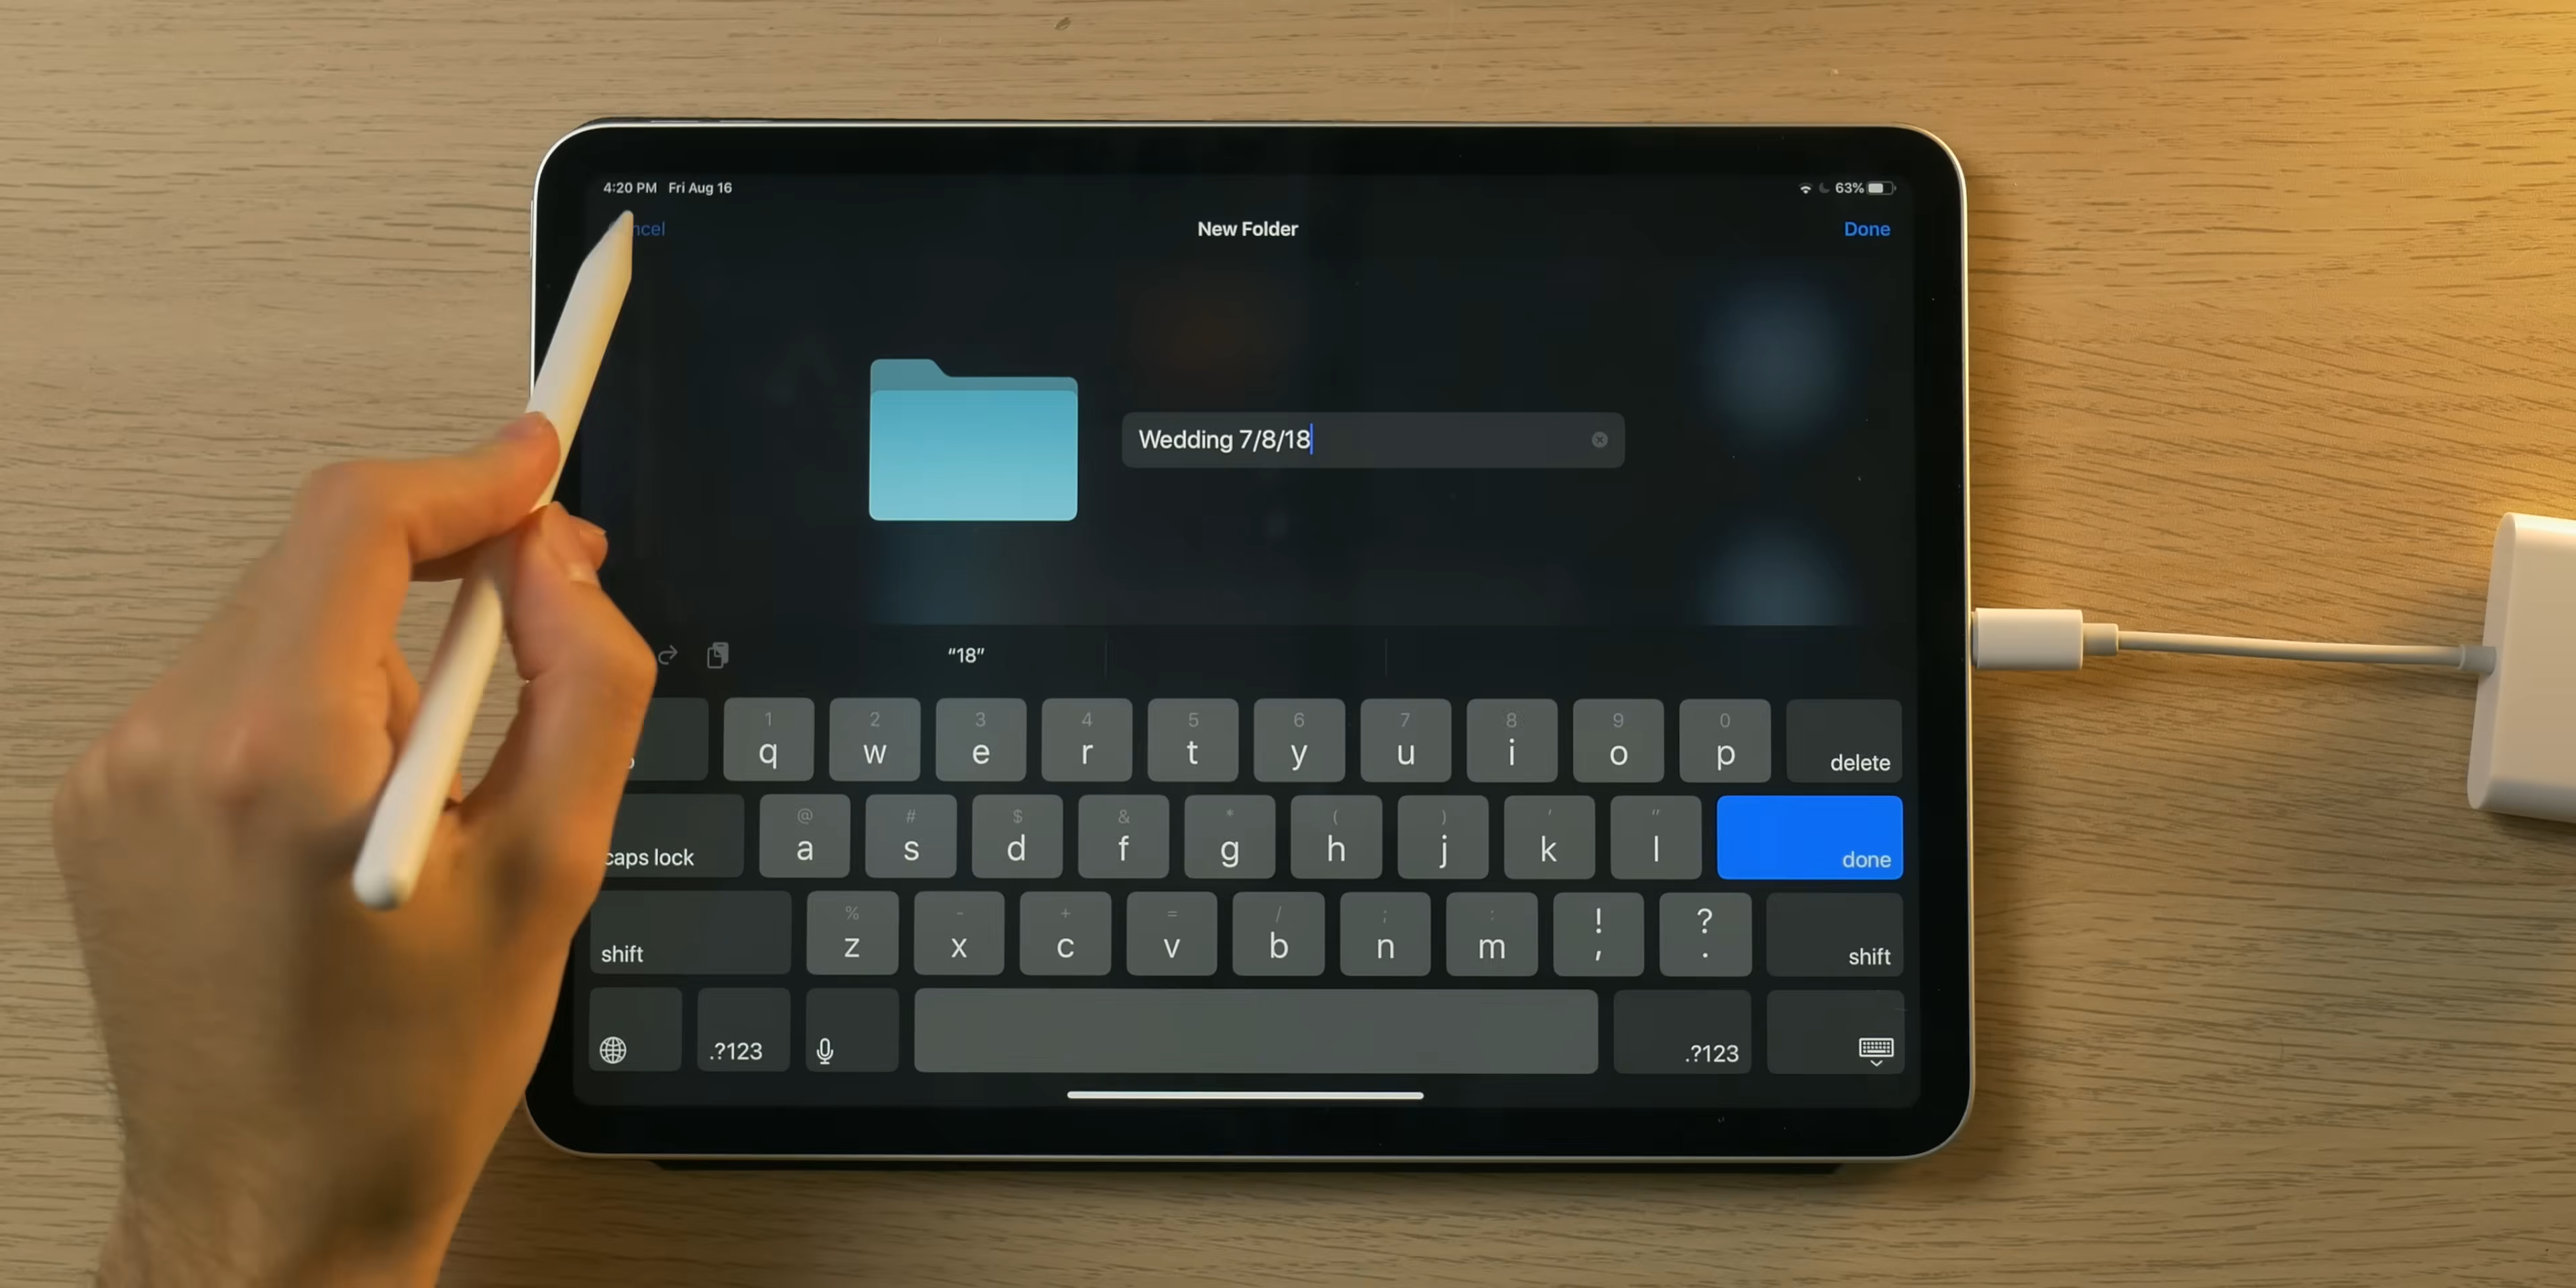 4:20 PM Fri Aug 16
63%
New Folder
Done
Wedding 7/8/18
“18”
1 2 3 4 5 6 7 8 9 0
q w e r t y u i o p delete
@ # $ & * ( ) ' "
caps lock a s d f g h j k l done
% - + = / ; : ! ?
shift z x c v b n m , . shift
.?123 .?123